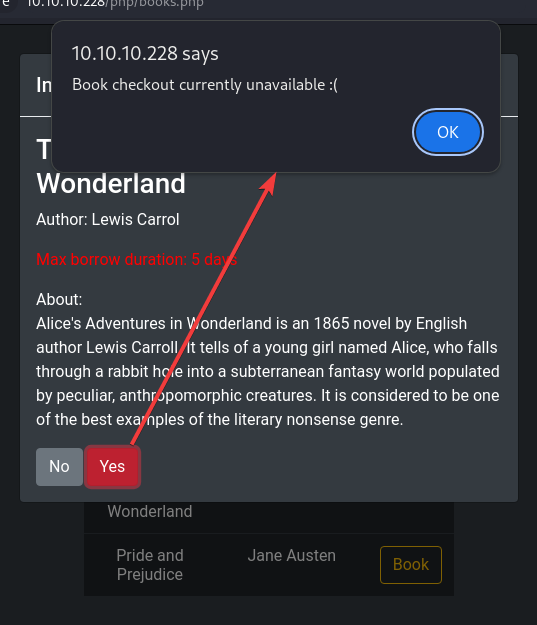 10.10.10.228/php/books.php
10.10.10.228 says
Book checkout currently unavailable :(
OK
Wonderland
Author: Lewis Carrol
Max borrow duration: 5 days
About:
Alice's Adventures in Wonderland is an 1865 novel by English
author Lewis Carroll. It tells of a young girl named Alice, who falls
through a rabbit hole into a subterranean fantasy world populated
by peculiar, anthropomorphic creatures. It is considered to be one
of the best examples of the literary nonsense genre.
No Yes
Wonderland
Pride and Jane Austen Book
Prejudice